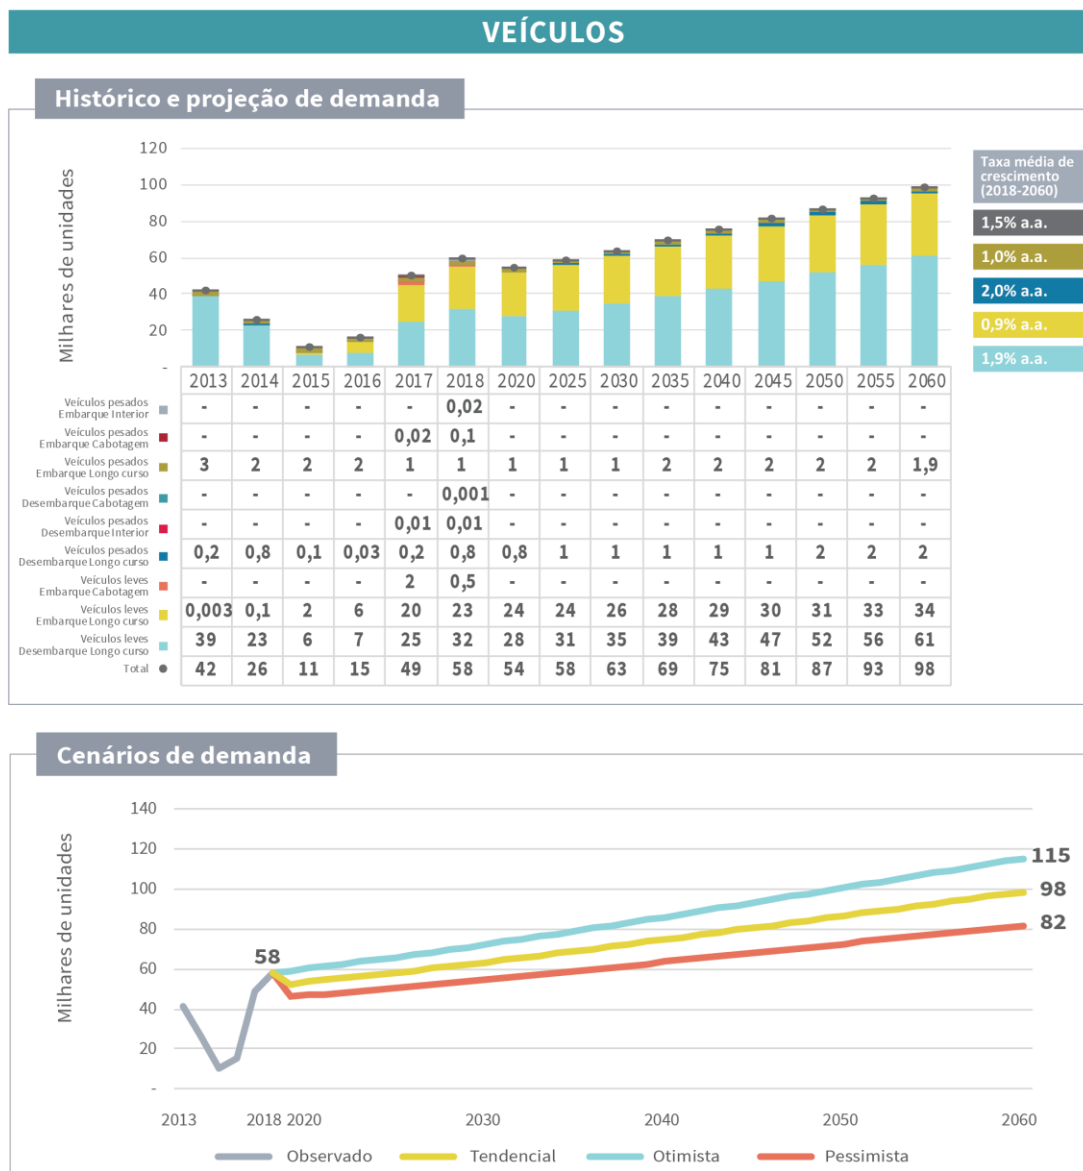 VEÍCULOS
Histórico e projeção de demanda
Milhares de unidades
120
100
80
60
40
20
-
Taxa média de
crescimento
(2018-2060)
1,5% a.a.
1,0% a.a.
2,0% a.a.
0,9% a.a.
1,9% a.a.
2013 2014 2015 2016 2017 2018 2020 2025 2030 2035 2040 2045 2050 2055 2060
Veículos pesados
Embarque Interior
- - - - - 0,02 - - - - - - - - -
Veículos pesados
Embarque Cabotagem
- - - - 0,02 0,1 - - - - - - - - -
Veículos pesados
Embarque Longo curso
3 2 2 2 1 1 1 1 1 2 2 2 2 2 1,9
Veículos pesados
Desembarque Cabotagem
- - - - - 0,001 - - - - - - - - -
Veículos pesados
Desembarque Interior
- - - - 0,01 0,01 - - - - - - - - -
Veículos pesados
Desembarque Longo curso
0,2 0,8 0,1 0,03 0,2 0,8 0,8 1 1 1 1 1 2 2 2
Veículos leves
Embarque Cabotagem
- - - - 2 0,5 - - - - - - - - -
Veículos leves
Embarque Longo curso
0,003 0,1 2 6 20 23 24 24 26 28 29 30 31 33 34
Veículos leves
Desembarque Longo curso
39 23 6 7 25 32 28 31 35 39 43 47 52 56 61
Total 42 26 11 15 49 58 54 58 63 69 75 81 87 93 98
Cenários de demanda
Milhares de unidades
140
120
100
80
60
40
20
-
58
115
98
82
2013 2018 2020 2030 2040 2050 2060
Observado Tendencial Otimista Pessimista